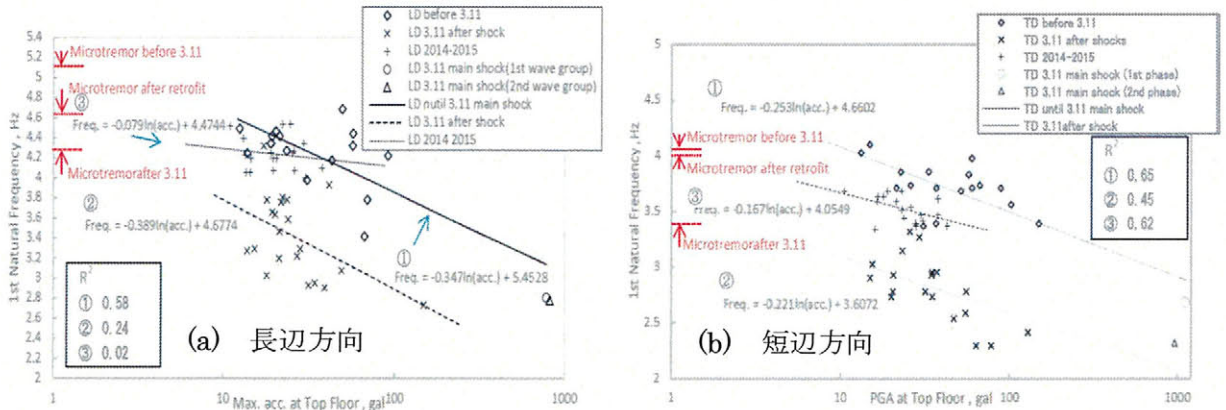 LD before 3.11
LD 3.11 after shock
LD 2014-2015
LD 3.11 main shock(1st wave group)
LD 3.11 main shock(2nd wave group)
LD nutil 3.11 main shock
LD 3.11 after shock
LD 2014 2015
5.4
5.2
5
4.8
4.6
4.4
4.2
4
3.8
3.6
3.4
3.2
3
2.8
2.6
2.4
2.2
2
1st Natural Frequency, Hz
Microtremor before 3.11
Microtremor after retrofit
③
Freq. = -0.079ln(acc.) + 4.4744
Microtremorafter 3.11
②
Freq. = -0.389ln(acc.) + 4.6774
①
Freq. = -0.347ln(acc.) + 5.4528
R²
① 0.58
② 0.24
③ 0.02
(a) 長辺方向
1
10
100
1000
Max. acc. at Top Floor, gal
TD before 3.11
TD 3.11 after shocks
TD 2014-2015
TD 3.11 main shock (1st phase)
TD 3.11 main shock (2nd phase)
TD until 3.11 main shock
TD 3.11after shock
5
4.5
4
3.5
3
2.5
2
1st Natural Frequency ,Hz
①
Freq. = -0.253ln(acc.) + 4.6602
Microtremor before 3.11
Microtremor after retrofit
③
Freq. = -0.167ln(acc.) + 4.0549
Microtremorafter 3.11
②
Freq. = -0.221ln(acc.) + 3.6072
R²
① 0.65
② 0.45
③ 0.62
(b) 短辺方向
1
10
100
1000
PGA at Top Floor , gal